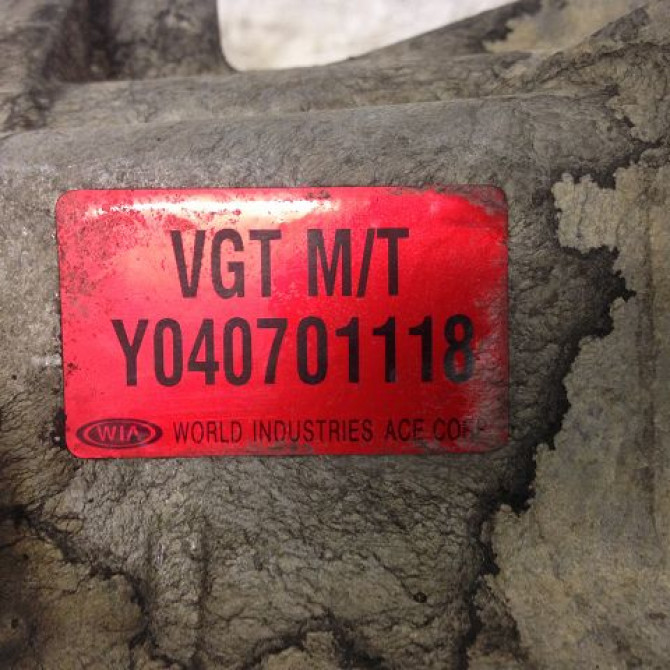 VGT M/T
Y040701118
WIA WORLD INDUSTRIES ACE CORP